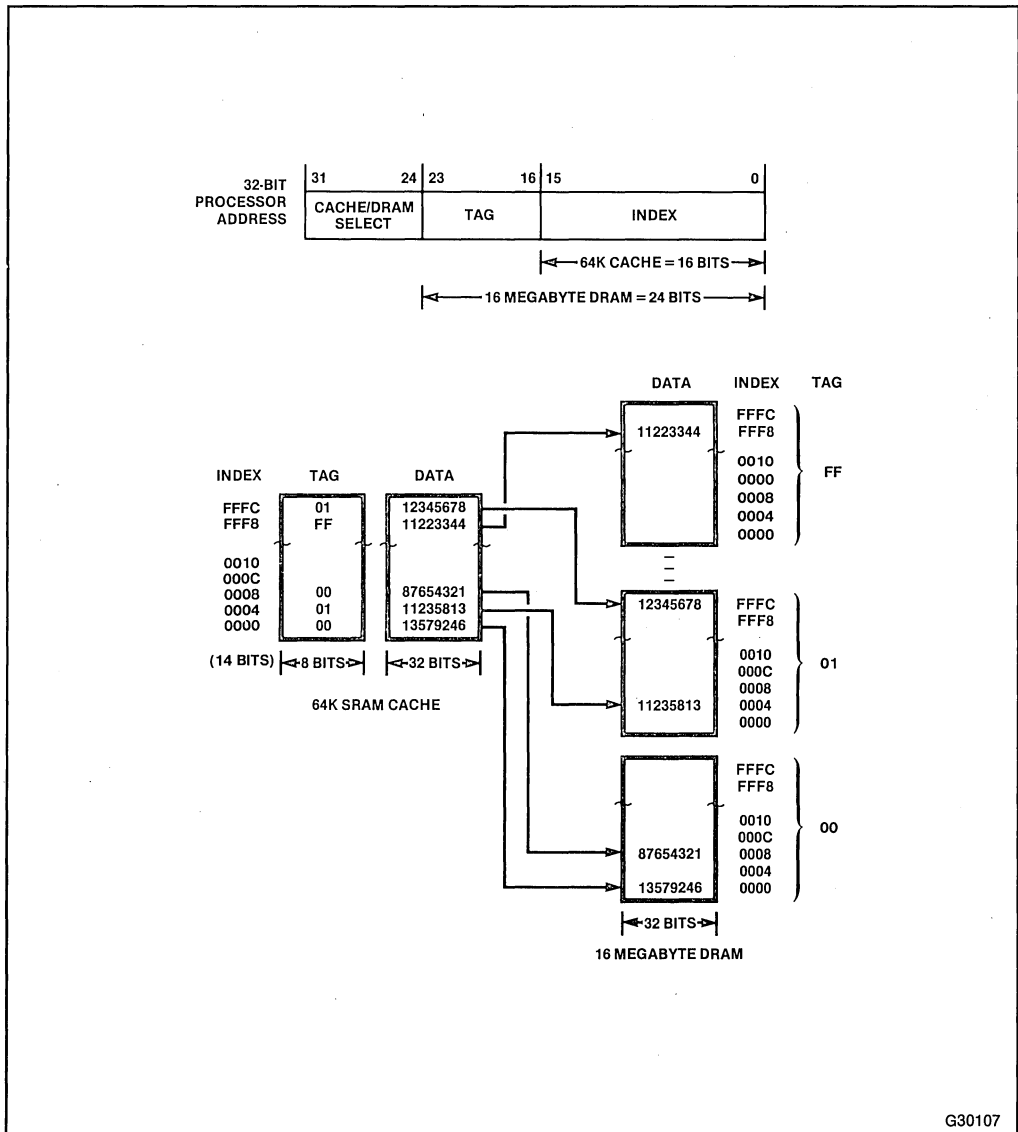 32-BIT
PROCESSOR
ADDRESS
31 24 23 16 15 0
CACHE/DRAM
SELECT
TAG
INDEX
64K CACHE = 16 BITS
16 MEGABYTE DRAM = 24 BITS
DATA INDEX TAG
FFFC
11223344 FFF8
0010
0000
0008
0004
0000
FF
INDEX TAG DATA
FFFC 01 12345678
FFF8 FF 11223344
0010
000C
0008 00 87654321
0004 01 11235813
0000 00 13579246
(14 BITS) 8 BITS 32 BITS
64K SRAM CACHE
12345678 FFFC
FFF8
0010
000C
0008
11235813 0004
0000
01
FFFC
FFF8
0010
000C
87654321 0008
0004
13579246 0000
00
32 BITS
16 MEGABYTE DRAM
G30107